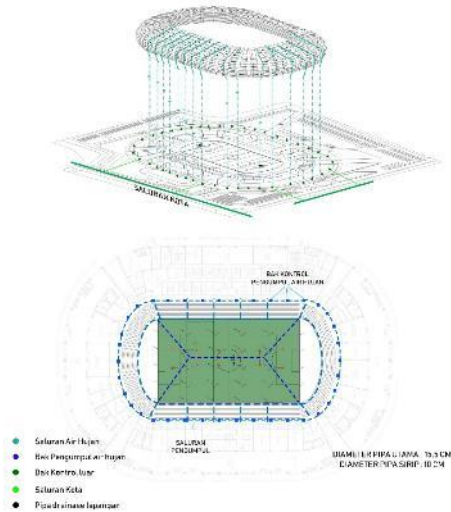 SALURAN KOTA
BAK KONTROL
PENGUMPUL AIR HUJAN
SALURAN
PENGUMPUL
DIAMETER PIPA UTAMA : 15,5 CM
DIAMETER PIPA SIRIP : 10 CM
Saluran Air Hujan
Bak Pengumpul air hujan
Bak Kontrol luar
Saluran Kota
Pipa drainase lapangan